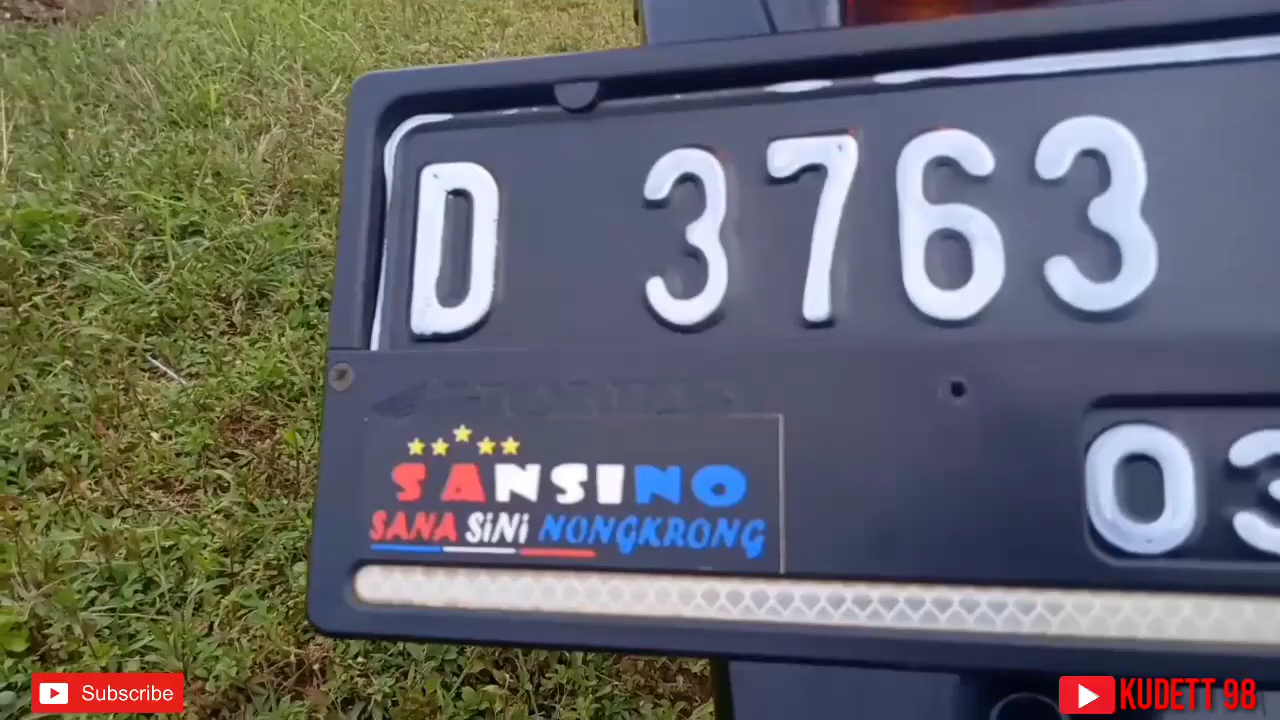 D 3763
03
SANSINO
SANA SiNi NONGKRONG
Subscribe
KUDETT 98